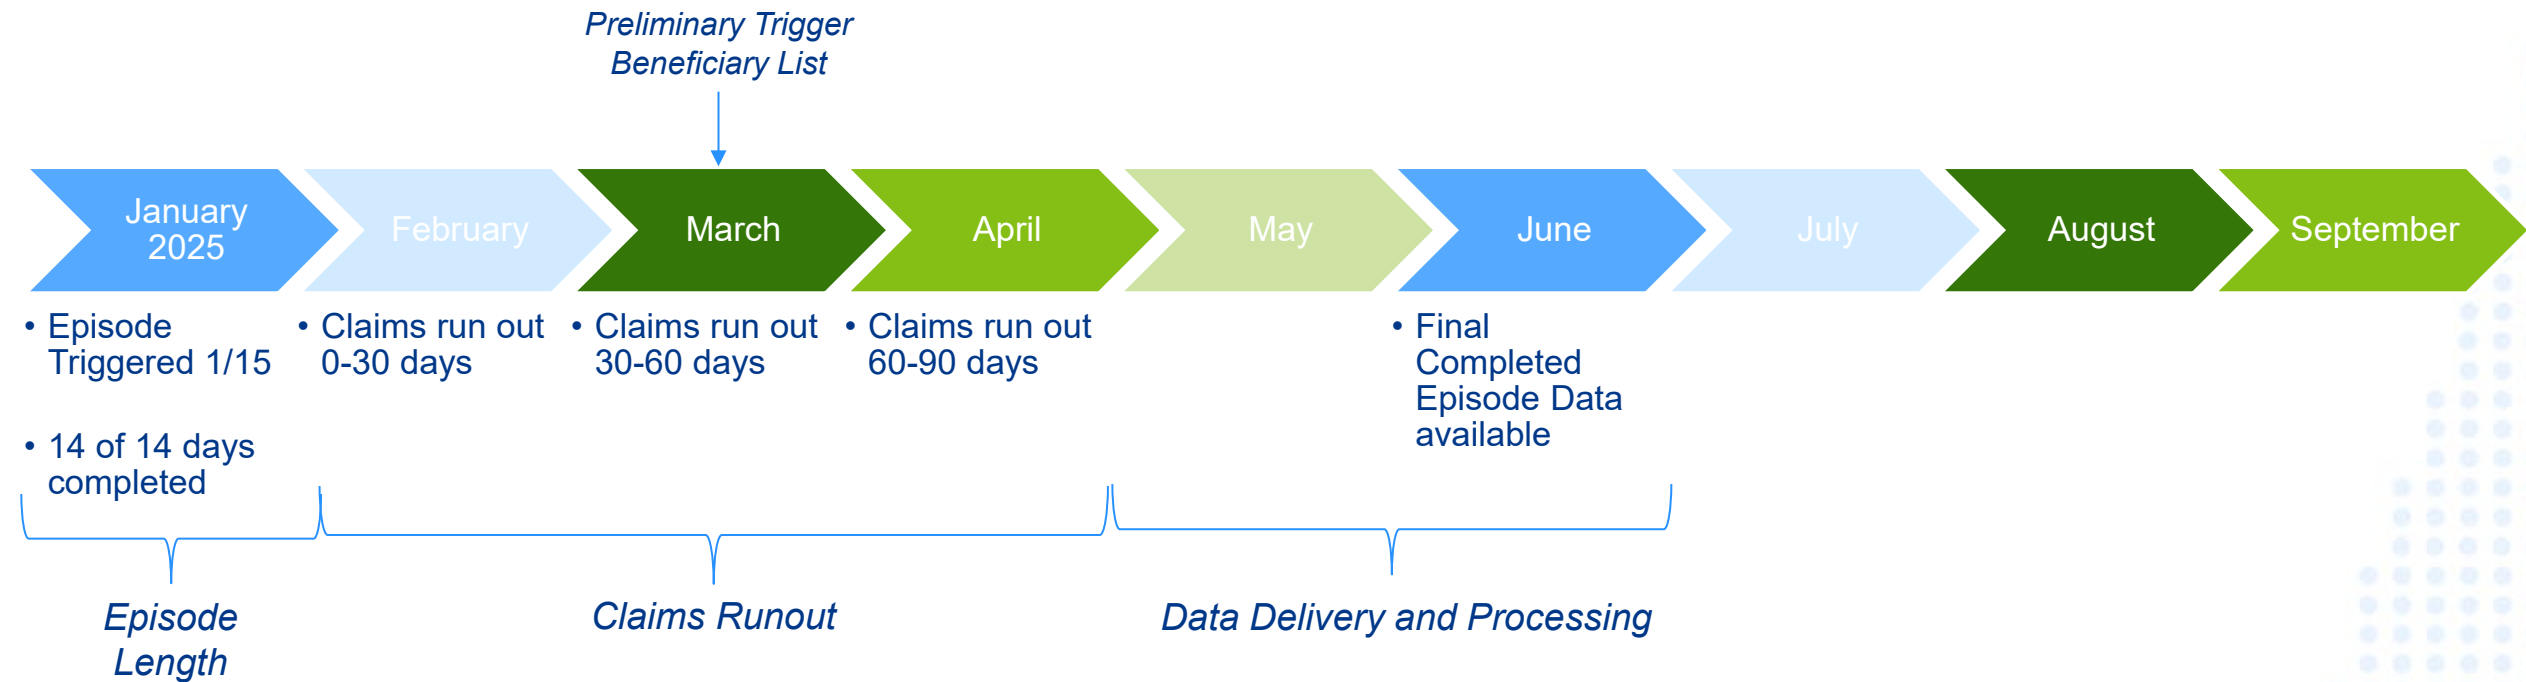 Preliminary Trigger
Beneficiary List
January
2025
February
March
April
May
June
July
August
September
• Episode
Triggered 1/15
• 14 of 14 days
completed
• Claims run out
0-30 days
• Claims run out
30-60 days
• Claims run out
60-90 days
• Final
Completed
Episode Data
available
Episode
Length
Claims Runout
Data Delivery and Processing